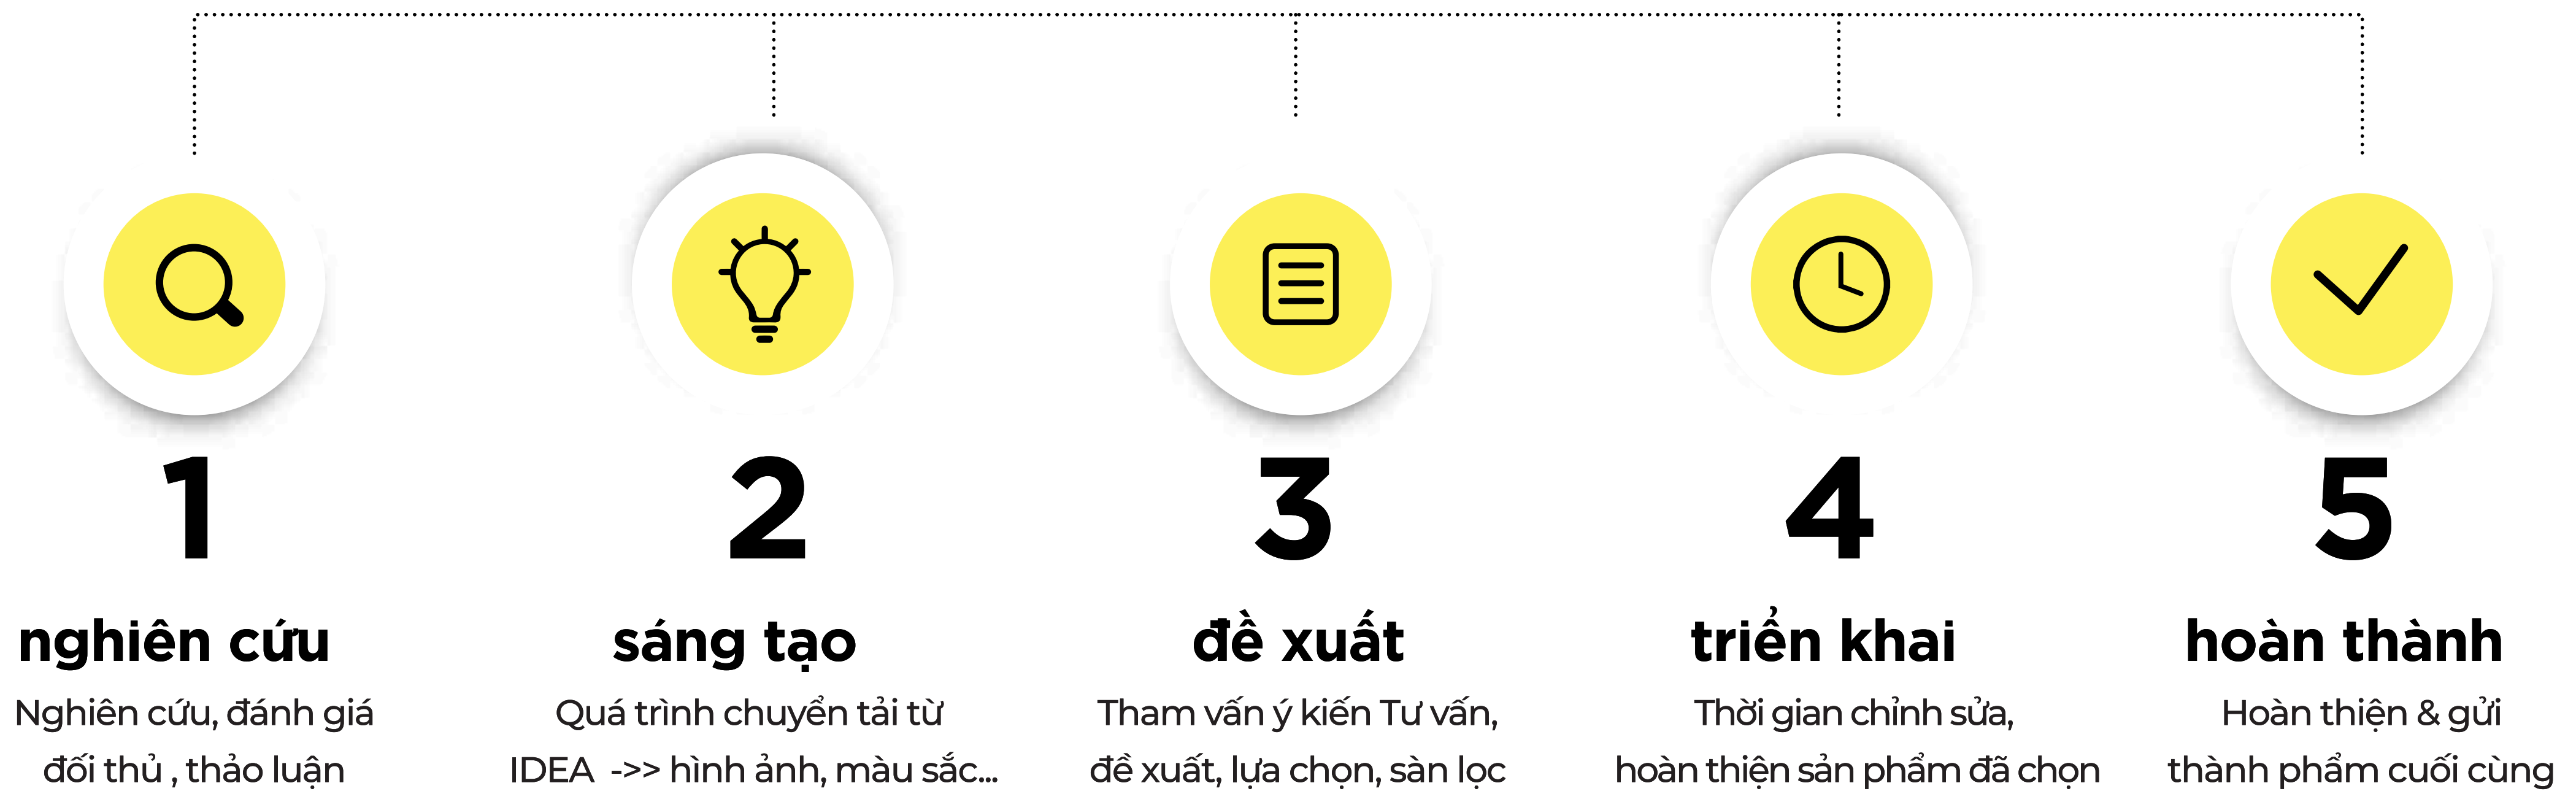 1
nghiên cứu
Nghiên cứu, đánh giá
đối thủ , thảo luận
2
sáng tạo
Quá trình chuyển tải từ
IDEA ->> hình ảnh, màu sắc...
3
đề xuất
Tham vấn ý kiến Tư vấn,
đề xuất, lựa chọn, sàn lọc
4
triển khai
Thời gian chỉnh sửa,
hoàn thiện sản phẩm đã chọn
5
hoàn thành
Hoàn thiện & gửi
thành phẩm cuối cùng